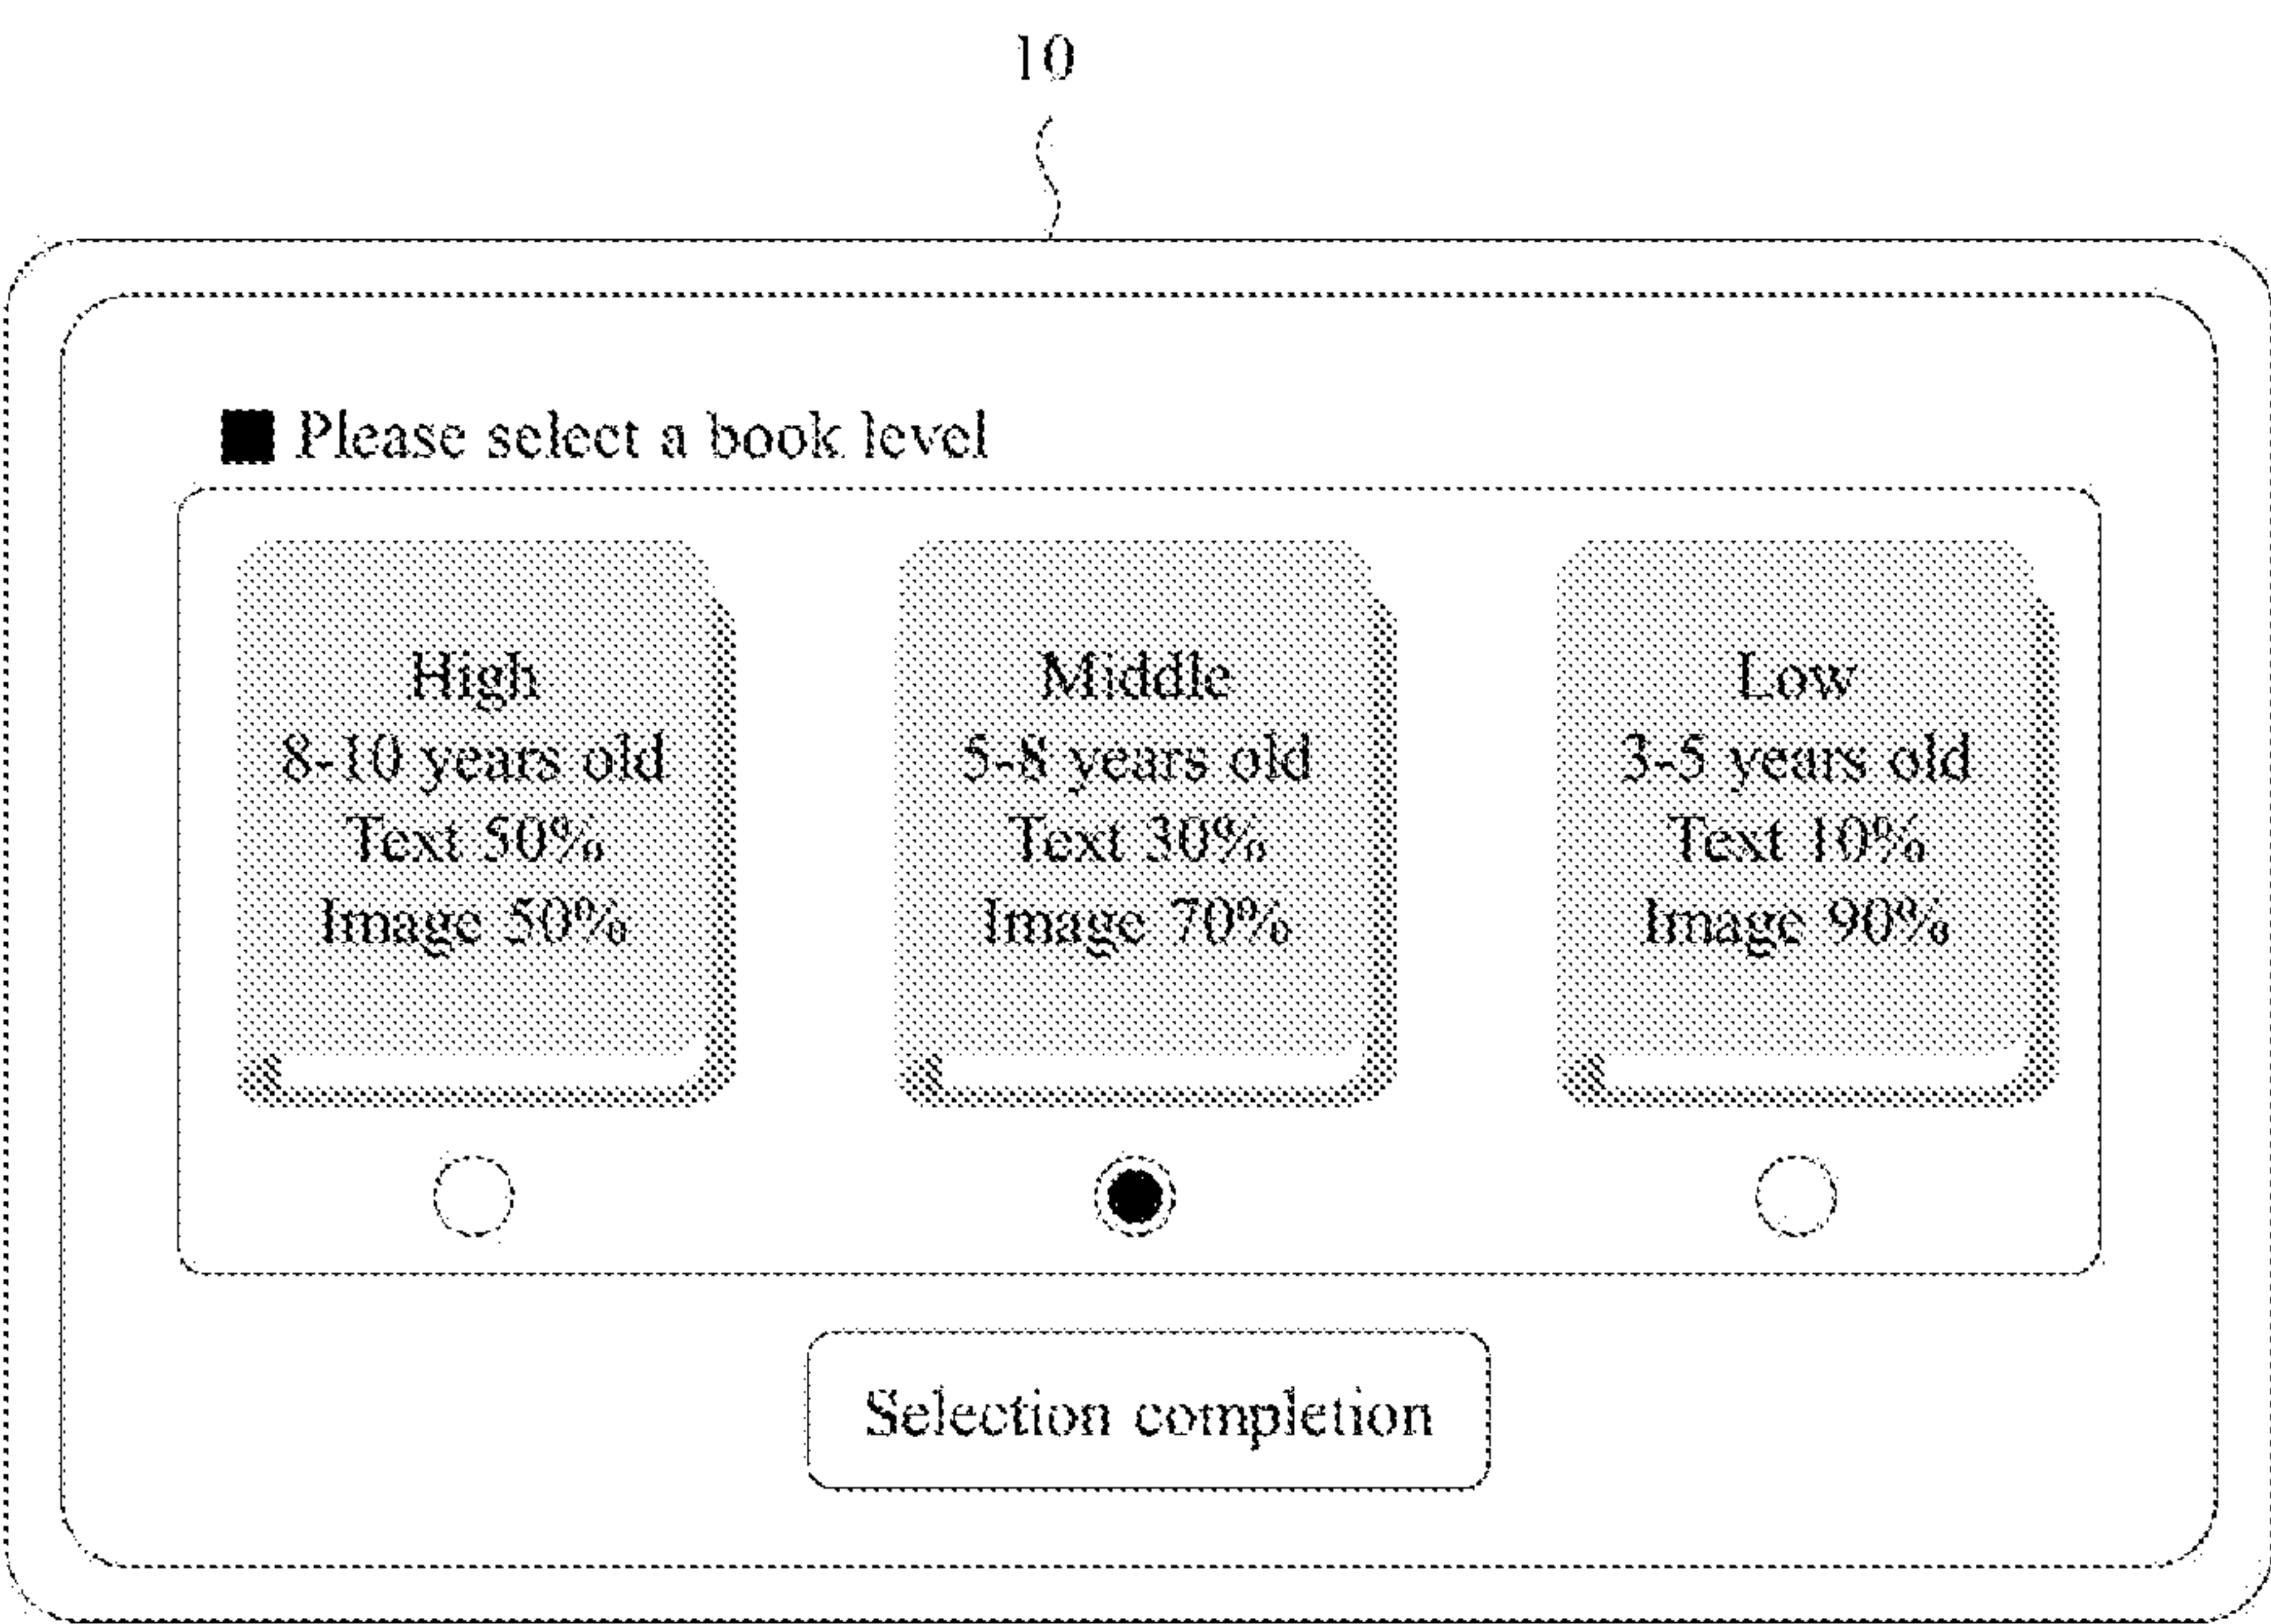 10
■ Please select a book level
High
8-10 years old
Text 50%
Image 50%
Middle
5-8 years old
Text 30%
Image 70%
Low
3-5 years old
Text 10%
Image 90%
Selection completion